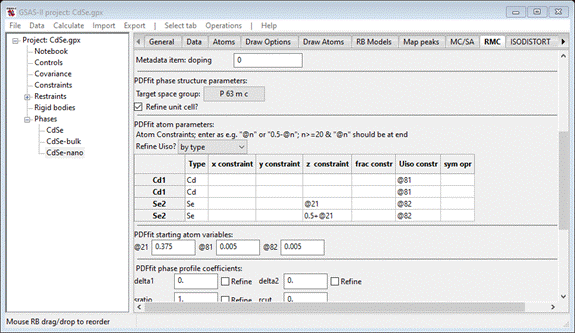 GSAS-II project: CdSe.gpx
File Data Calculate Import Export | Select tab Operations | Help
Project: CdSe.gpx
Notebook
Controls
Covariance
Constraints
Restraints
Rigid bodies
Phases
CdSe
CdSe-bulk
CdSe-nano
General Data Atoms Draw Options Draw Atoms RB Models Map peaks MC/SA RMC ISODISTORT
Metadata item: doping 0
PDFfit phase structure parameters:
Target space group: P 63 m c
Refine unit cell?
PDFfit atom parameters:
Atom Constraints; enter as e.g. "@n" or "0.5-@n"; n>=20 & "@n" should be at end
Refine Uiso? by type
Type x constraint y constraint z constraint frac constr Uiso constr sym opr
Cd1 Cd @81
Cd1 Cd @81
Se2 Se @21 @82
Se2 Se 0.5+@21 @82
PDFfit starting atom variables:
@21 0.375 @81 0.005 @82 0.005
PDFfit phase profile coefficients:
delta1 0. Refine delta2 0. Refine
sratio 1. Refine rcut 0.
Mouse RB drag/drop to reorder